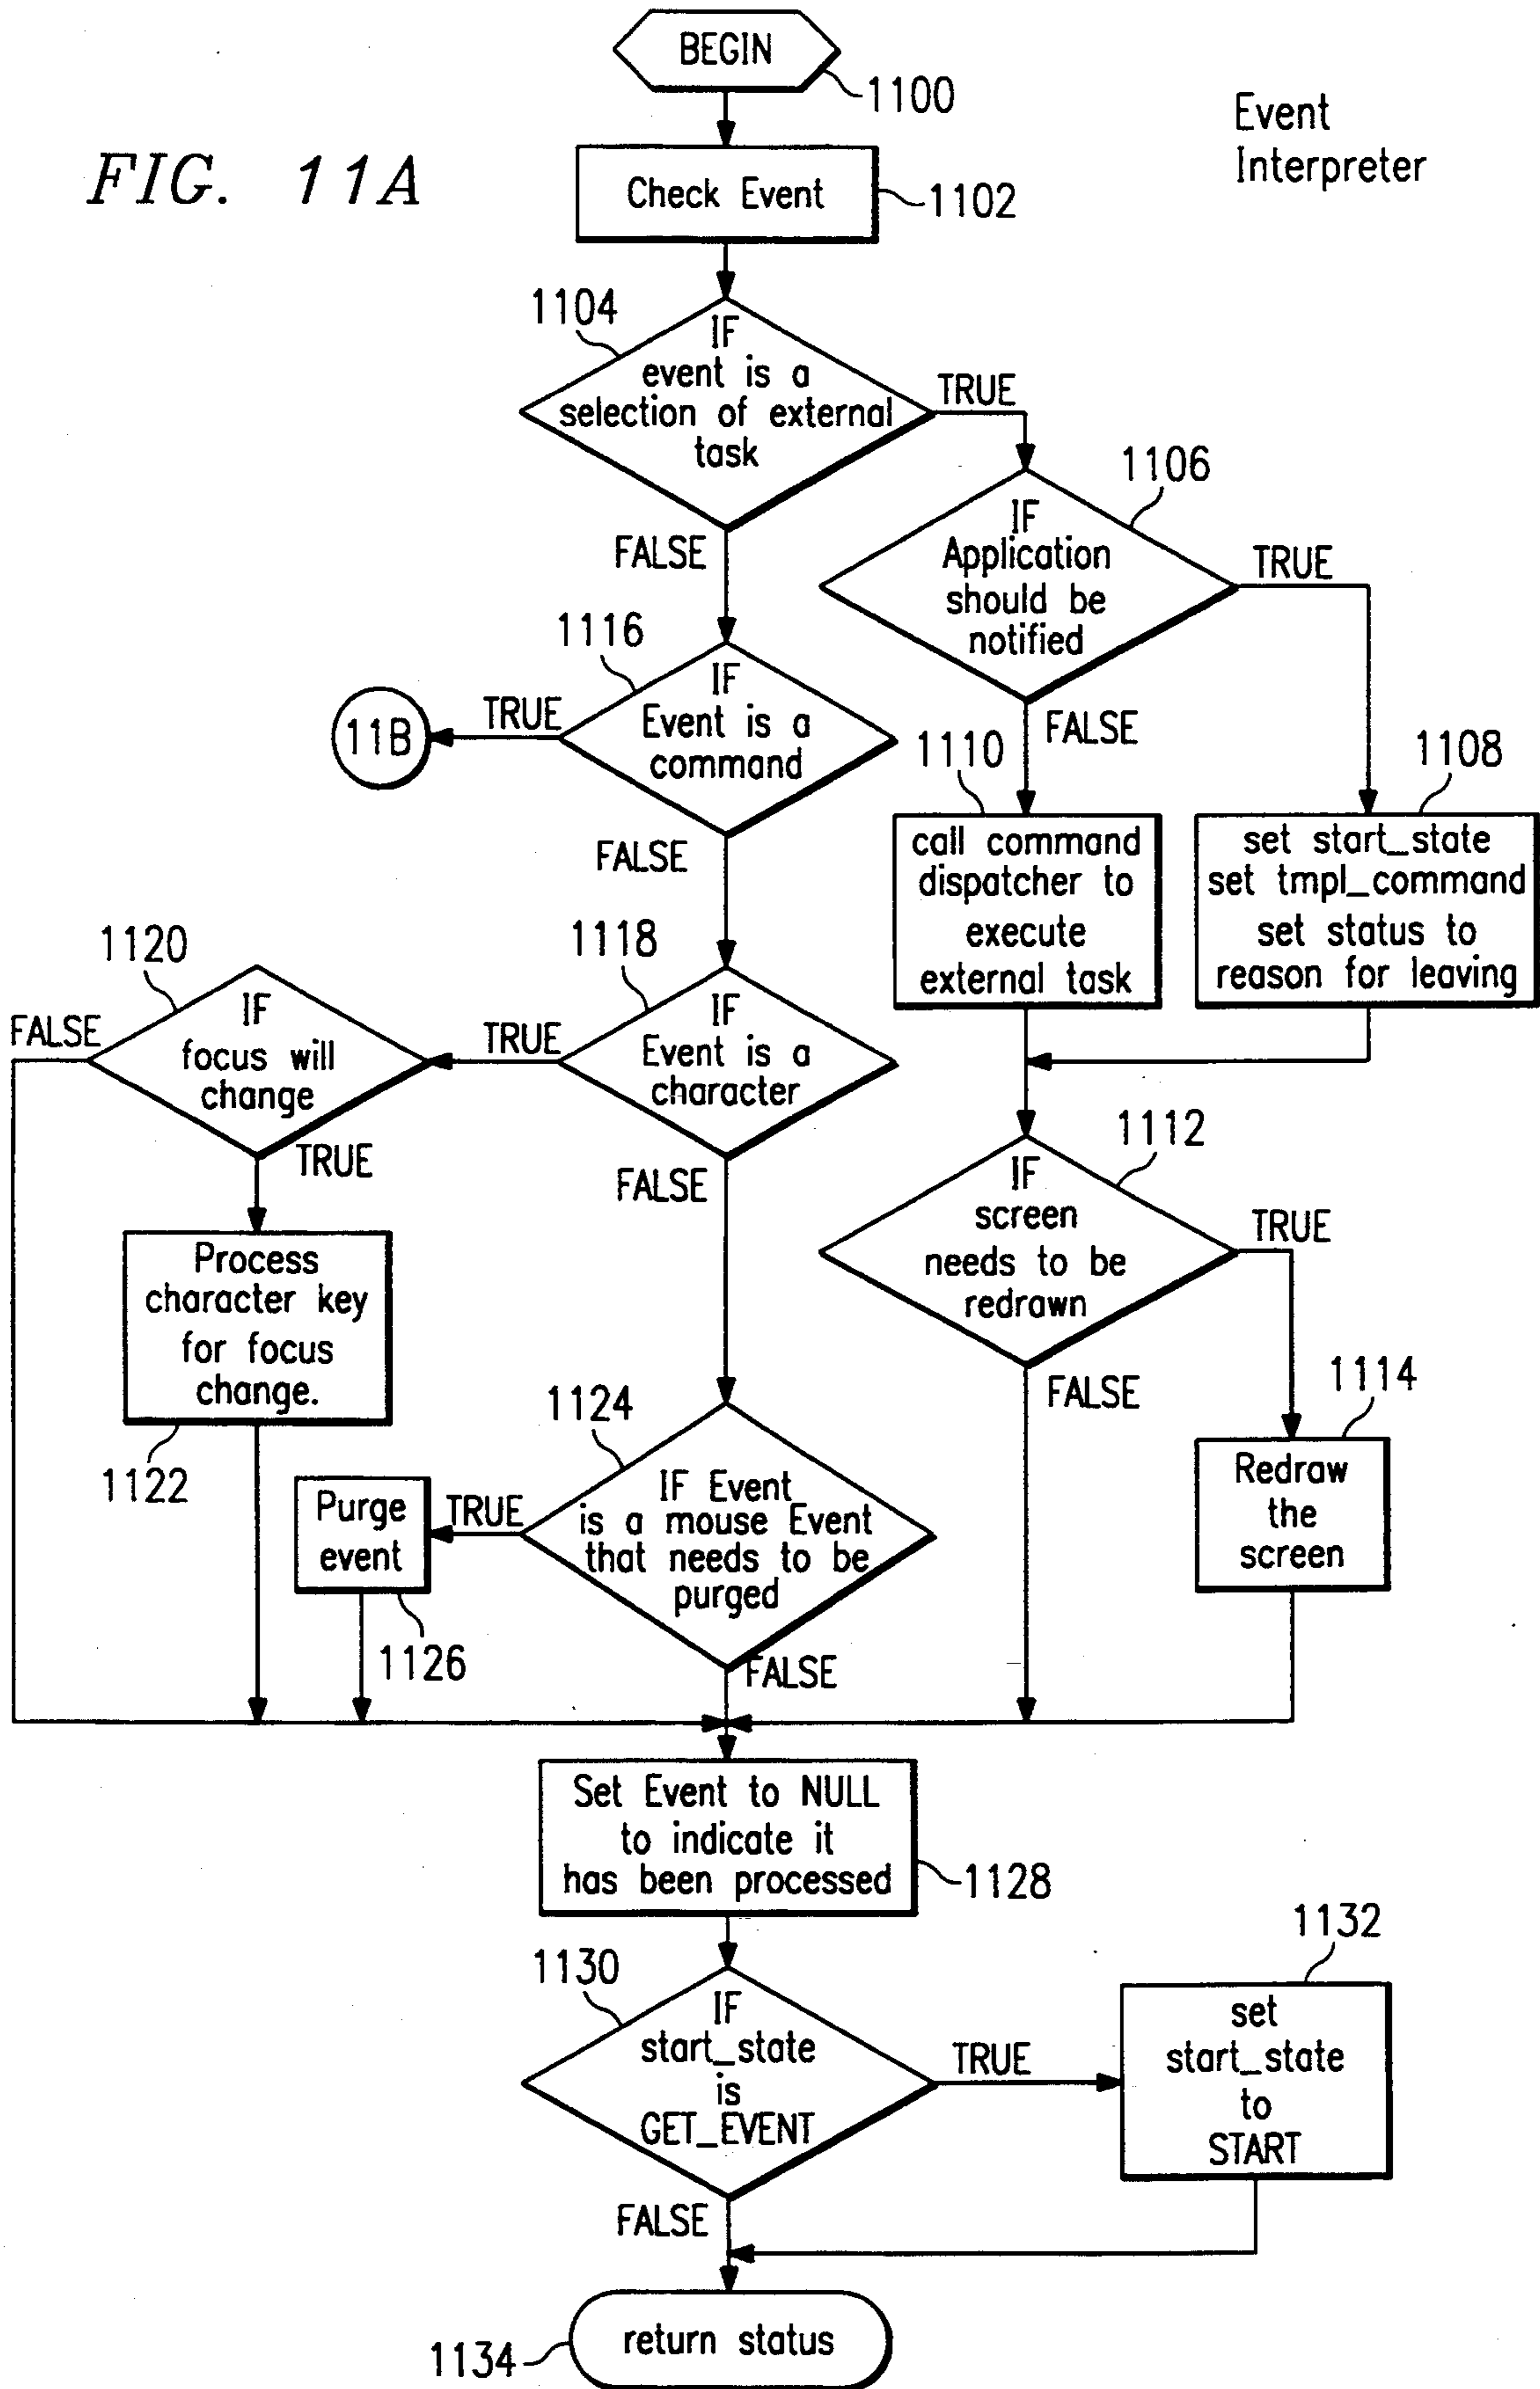 BEGIN
1100
Event
Interpreter
FIG. 11A
Check Event
1102
1104
IF
event is a
selection of external
task
TRUE
FALSE
1106
IF
Application
should be
notified
TRUE
FALSE
1116
IF
Event is a
command
TRUE
11B
FALSE
1110
call command
dispatcher to
execute
external task
1108
set start_state
set tmpl_command
set status to
reason for leaving
1120
IF
focus will
change
FALSE
TRUE
1118
IF
Event is a
character
TRUE
FALSE
1112
IF
screen
needs to be
redrawn
TRUE
FALSE
Process
character key
for focus
change.
1122
1124
IF Event
is a mouse Event
that needs to be
purged
TRUE
FALSE
Purge
event
1126
1114
Redraw
the
screen
Set Event to NULL
to indicate it
has been processed
1128
1130
IF
start_state
is
GET_EVENT
TRUE
FALSE
1132
set
start_state
to
START
return status
1134